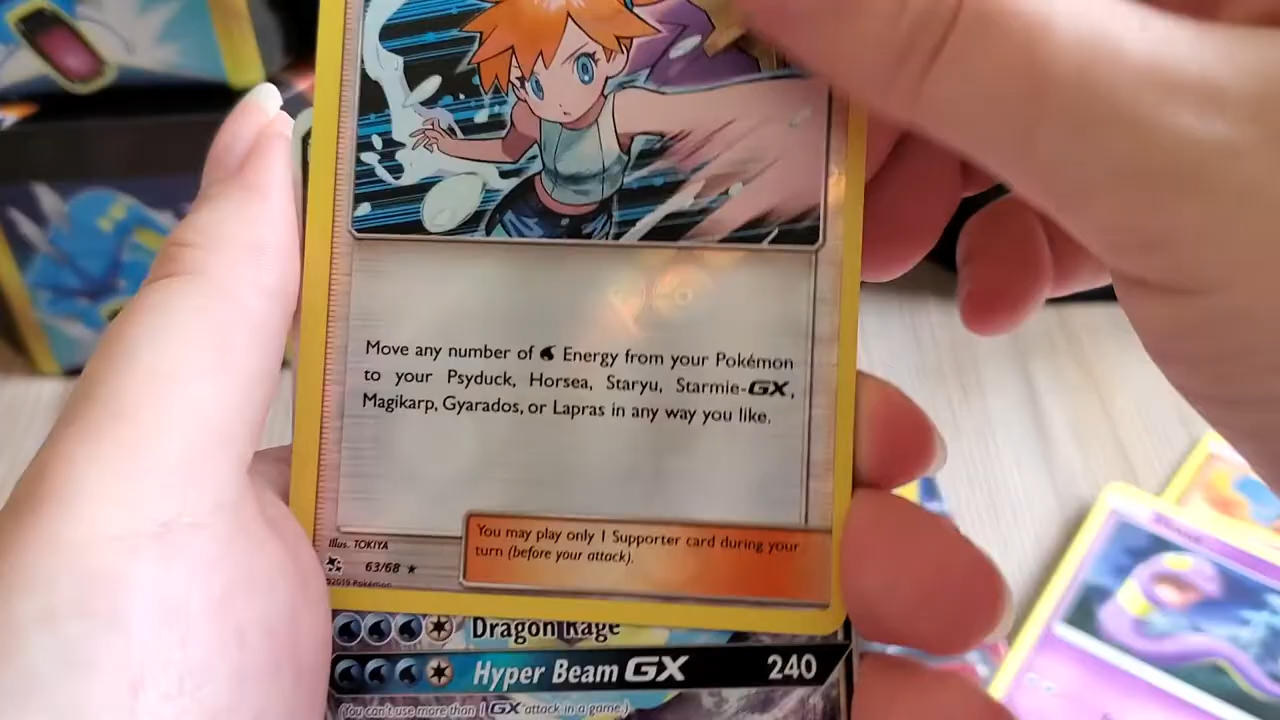 Move any number of Energy from your Pokémon
to your Psyduck, Horsea, Staryu, Starmie-GX,
Magikarp, Gyarados, or Lapras in any way you like.
You may play only 1 Supporter card during your
turn (before your attack).
Illus. TOKIYA
63/68
©2019 Pokémon
Dragon Rage
Hyper Beam GX 240
(You can't use more than 1 GX attack in a game.)